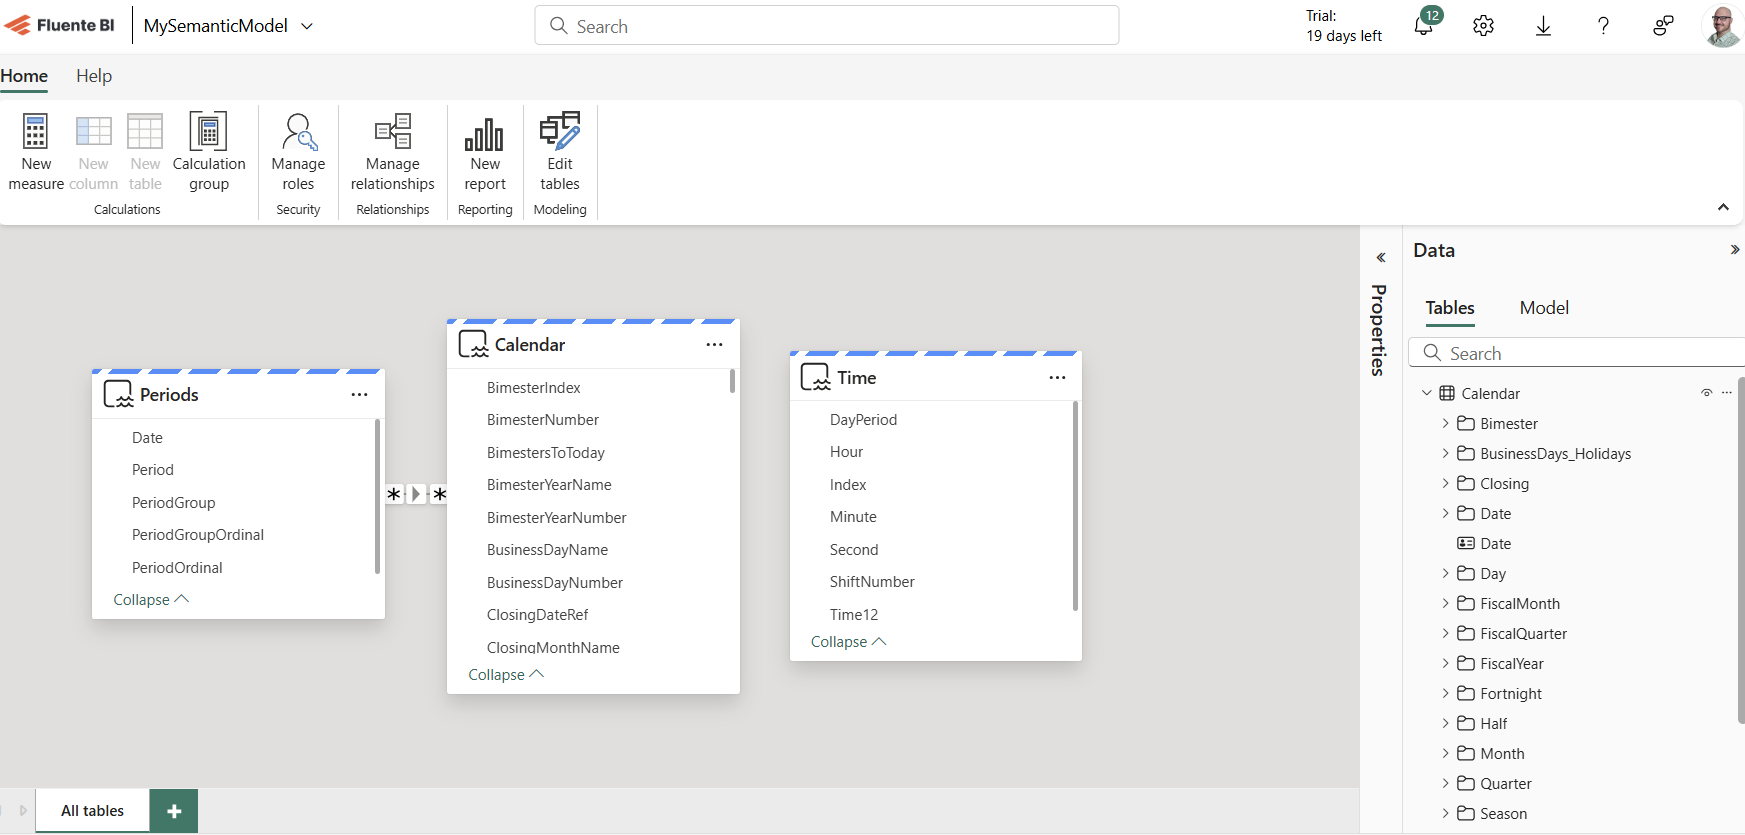 Fluente BI
MySemanticModel
Search
Trial:
19 days left
12
Home
Help
New
measure
New
column
New
table
Calculation
group
Calculations
Manage
roles
Security
Manage
relationships
Relationships
New
report
Reporting
Edit
tables
Modeling
Periods
Date
Period
PeriodGroup
PeriodGroupOrdinal
PeriodOrdinal
Collapse
Calendar
BimesterIndex
BimesterNumber
BimestersToToday
BimesterYearName
BimesterYearNumber
BusinessDayName
BusinessDayNumber
ClosingDateRef
ClosingMonthName
Collapse
Time
DayPeriod
Hour
Index
Minute
Second
ShiftNumber
Time12
Collapse
Properties
Data
Tables
Model
Search
Calendar
Bimester
BusinessDays_Holidays
Closing
Date
Date
Day
FiscalMonth
FiscalQuarter
FiscalYear
Fortnight
Half
Month
Quarter
Season
All tables